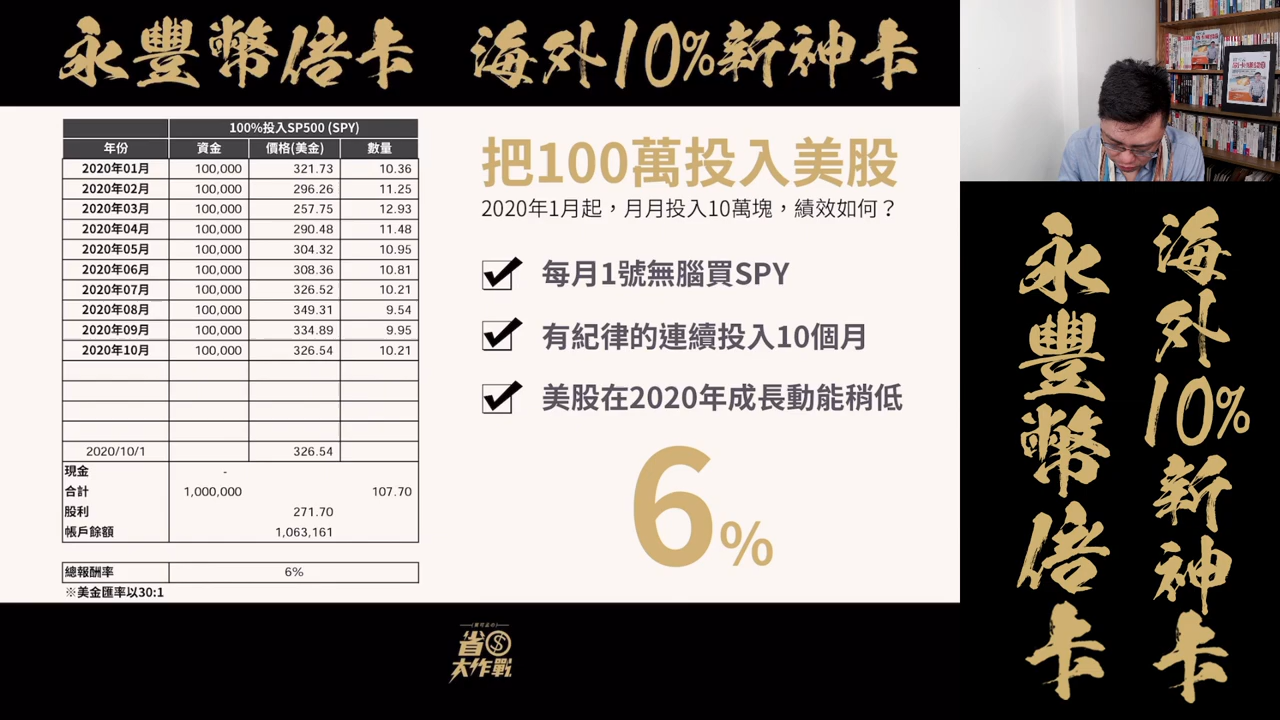 永豐幣倍卡 海外10%新神卡
100%投入SP500 (SPY)
年份 資金 價格(美金) 數量
2020年01月 100,000 321.73 10.36
2020年02月 100,000 296.26 11.25
2020年03月 100,000 257.75 12.93
2020年04月 100,000 290.48 11.48
2020年05月 100,000 304.32 10.95
2020年06月 100,000 308.36 10.81
2020年07月 100,000 326.52 10.21
2020年08月 100,000 349.31 9.54
2020年09月 100,000 334.89 9.95
2020年10月 100,000 326.54 10.21
2020/10/1 326.54
現金 -
合計 1,000,000 107.70
股利 271.70
帳戶餘額 1,063,161
總報酬率 6%
※美金匯率以30:1
把100萬投入美股
2020年1月起，月月投入10萬塊，績效如何？
每月1號無腦買SPY
有紀律的連續投入10個月
美股在2020年成長動能稍低
6%
省$
大作戰
海外10%新神卡
永豐幣倍卡